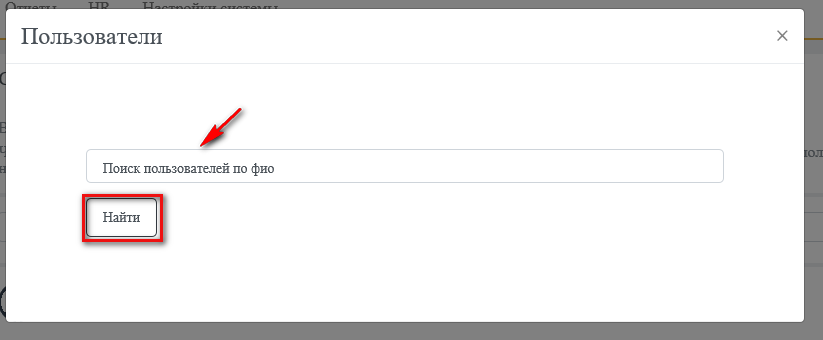 Отчеты HR Настройки системы
Пользователи
Поиск пользователей по фио
Найти